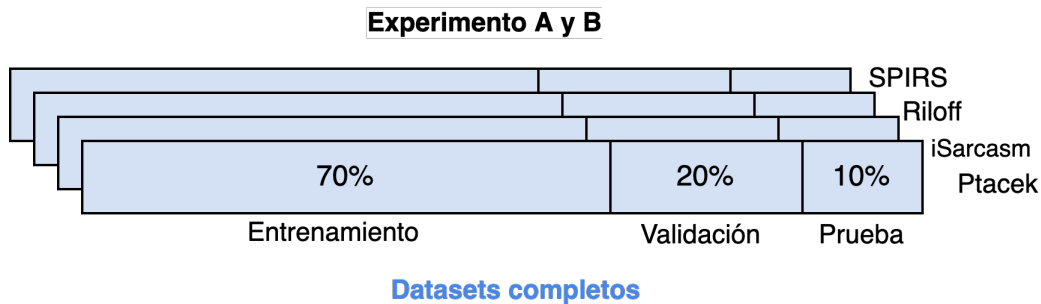 Experimento A y B
SPIRS
Riloff
iSarcasm
Ptacek
70%
20%
10%
Entrenamiento
Validación
Prueba
Datasets completos